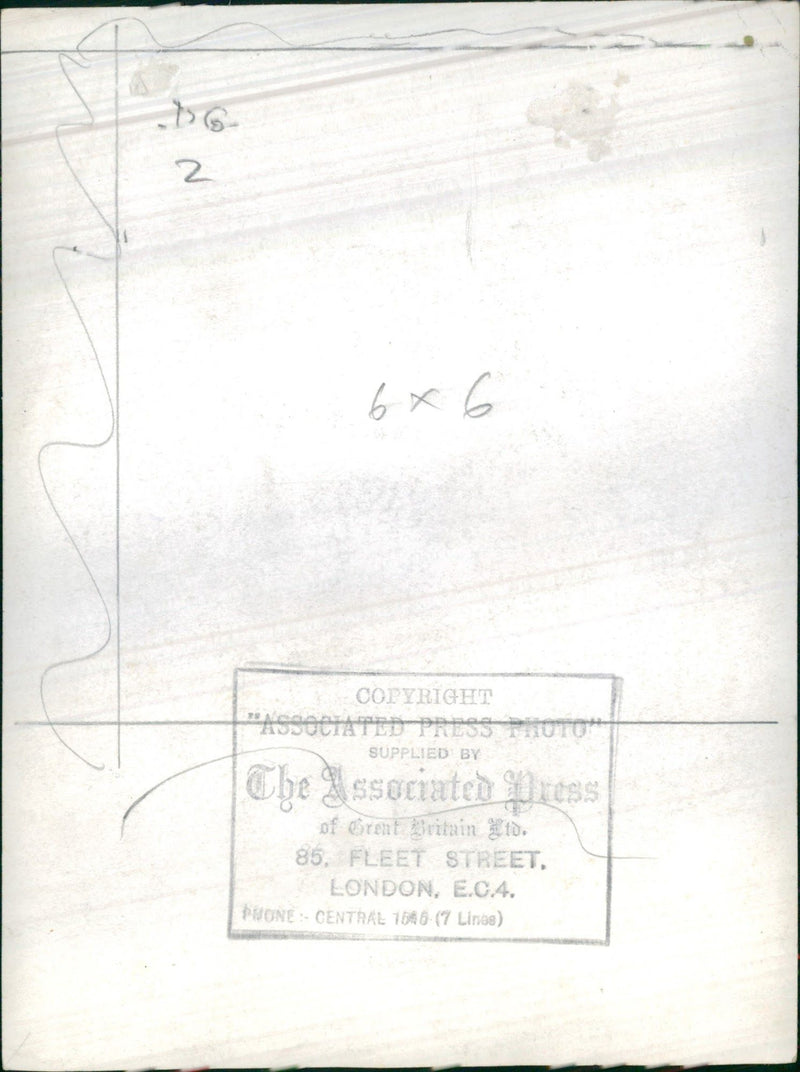 2
6 x 6
COPYRIGHT
"ASSOCIATED PRESS PHOTO"
SUPPLIED BY
The Associated Press
of Great Britain Ltd.
85, FLEET STREET,
LONDON, E.C.4.
PHONE :- CENTRAL (7 Lines)